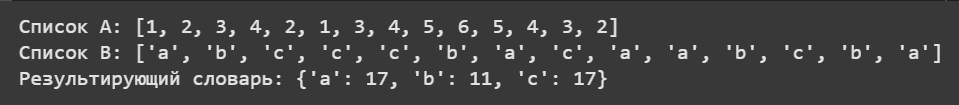 Список A: [1, 2, 3, 4, 2, 1, 3, 4, 5, 6, 5, 4, 3, 2]
Список B: ['a', 'b', 'c', 'c', 'c', 'b', 'a', 'c', 'a', 'a', 'b', 'c', 'b', 'a']
Результирующий словарь: {'a': 17, 'b': 11, 'c': 17}